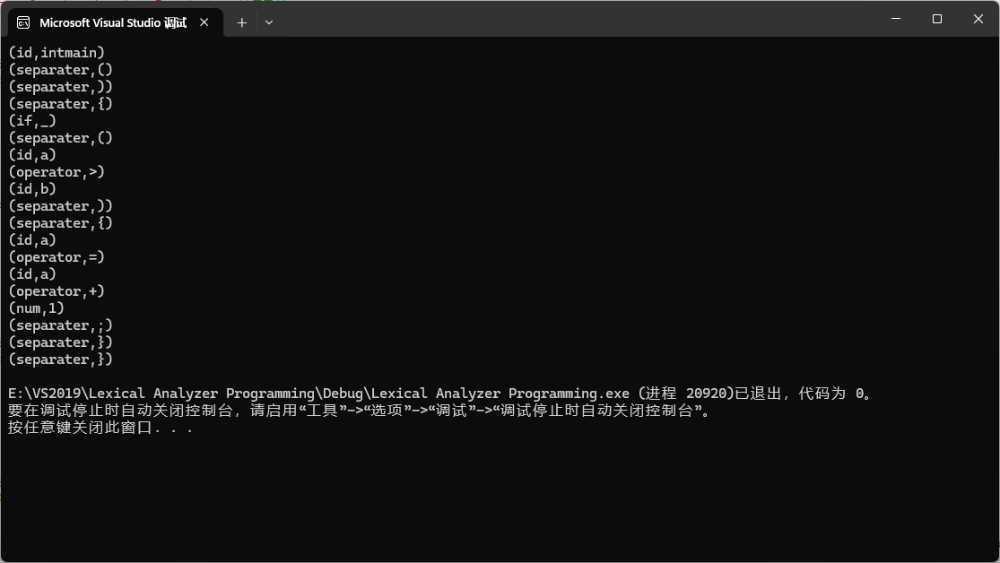 Microsoft Visual Studio 调试
(id,intmain)
(separater,()
(separater,))
(separater,{)
(if,_)
(separater,()
(id,a)
(operator,>)
(id,b)
(separater,))
(separater,{)
(id,a)
(operator,=)
(id,a)
(operator,+)
(num,1)
(separater,;)
(separater,})
(separater,})
E:\VS2019\Lexical Analyzer Programming\Debug\Lexical Analyzer Programming.exe (进程 20920)已退出，代码为 0。
要在调试停止时自动关闭控制台，请启用“工具”->“选项”->“调试”->“调试停止时自动关闭控制台”。
按任意键关闭此窗口. . .